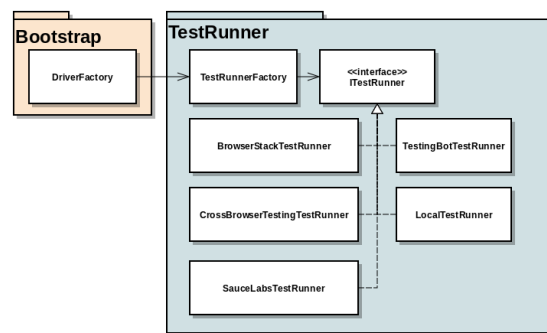 Bootstrap
TestRunner
DriverFactory
TestRunnerFactory
<<interface>>
ITestRunner
BrowserStackTestRunner
TestingBotTestRunner
CrossBrowserTestingTestRunner
LocalTestRunner
SauceLabsTestRunner